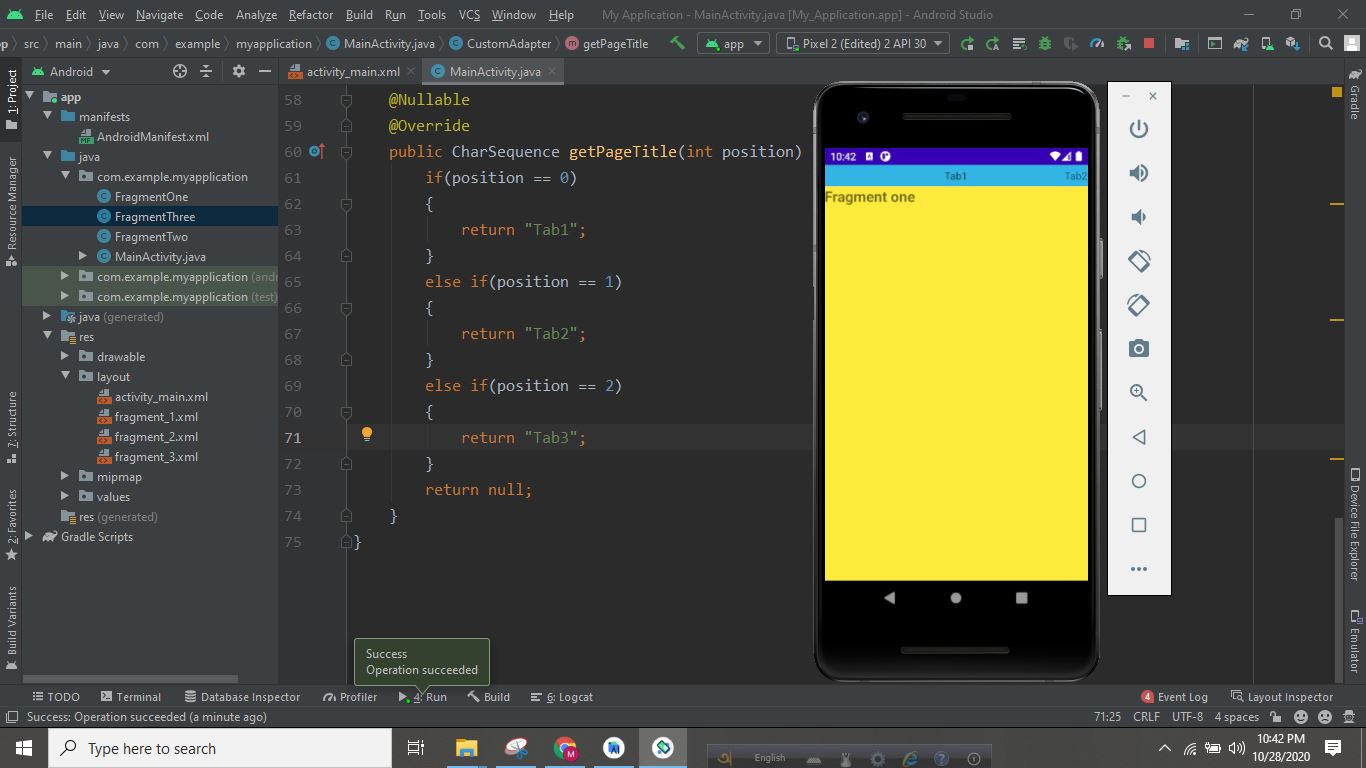 File Edit View Navigate Code Analyze Refactor Build Run Tools VCS Window Help My Application - MainActivity.java [My_Application.app] - Android Studio
p src main java com example myapplication MainActivity.java CustomAdapter getPageTitle app Pixel 2 (Edited) 2 API 30
Android
activity_main.xml MainActivity.java
1: Project
Resource Manager
7: Structure
2: Favorites
Build Variants
app
manifests
AndroidManifest.xml
java
com.example.myapplication
FragmentOne
FragmentThree
FragmentTwo
MainActivity.java
com.example.myapplication (andr
com.example.myapplication (test)
java (generated)
res
drawable
layout
activity_main.xml
fragment_1.xml
fragment_2.xml
fragment_3.xml
mipmap
values
res (generated)
Gradle Scripts
58 @Nullable
59 @Override
60 public CharSequence getPageTitle(int position)
61 if(position == 0)
62 {
63 return "Tab1";
64 }
65 else if(position == 1)
66 {
67 return "Tab2";
68 }
69 else if(position == 2)
70 {
71 return "Tab3";
72 }
73 return null;
74 }
75 }
10:42
Tab1 Tab2
Fragment one
Gradle
Device File Explorer
Emulator
Success
Operation succeeded
TODO Terminal Database Inspector Profiler 4: Run Build 6: Logcat 4 Event Log Layout Inspector
Success: Operation succeeded (a minute ago) 71:25 CRLF UTF-8 4 spaces
Type here to search M English 10:42 PM
10/28/2020